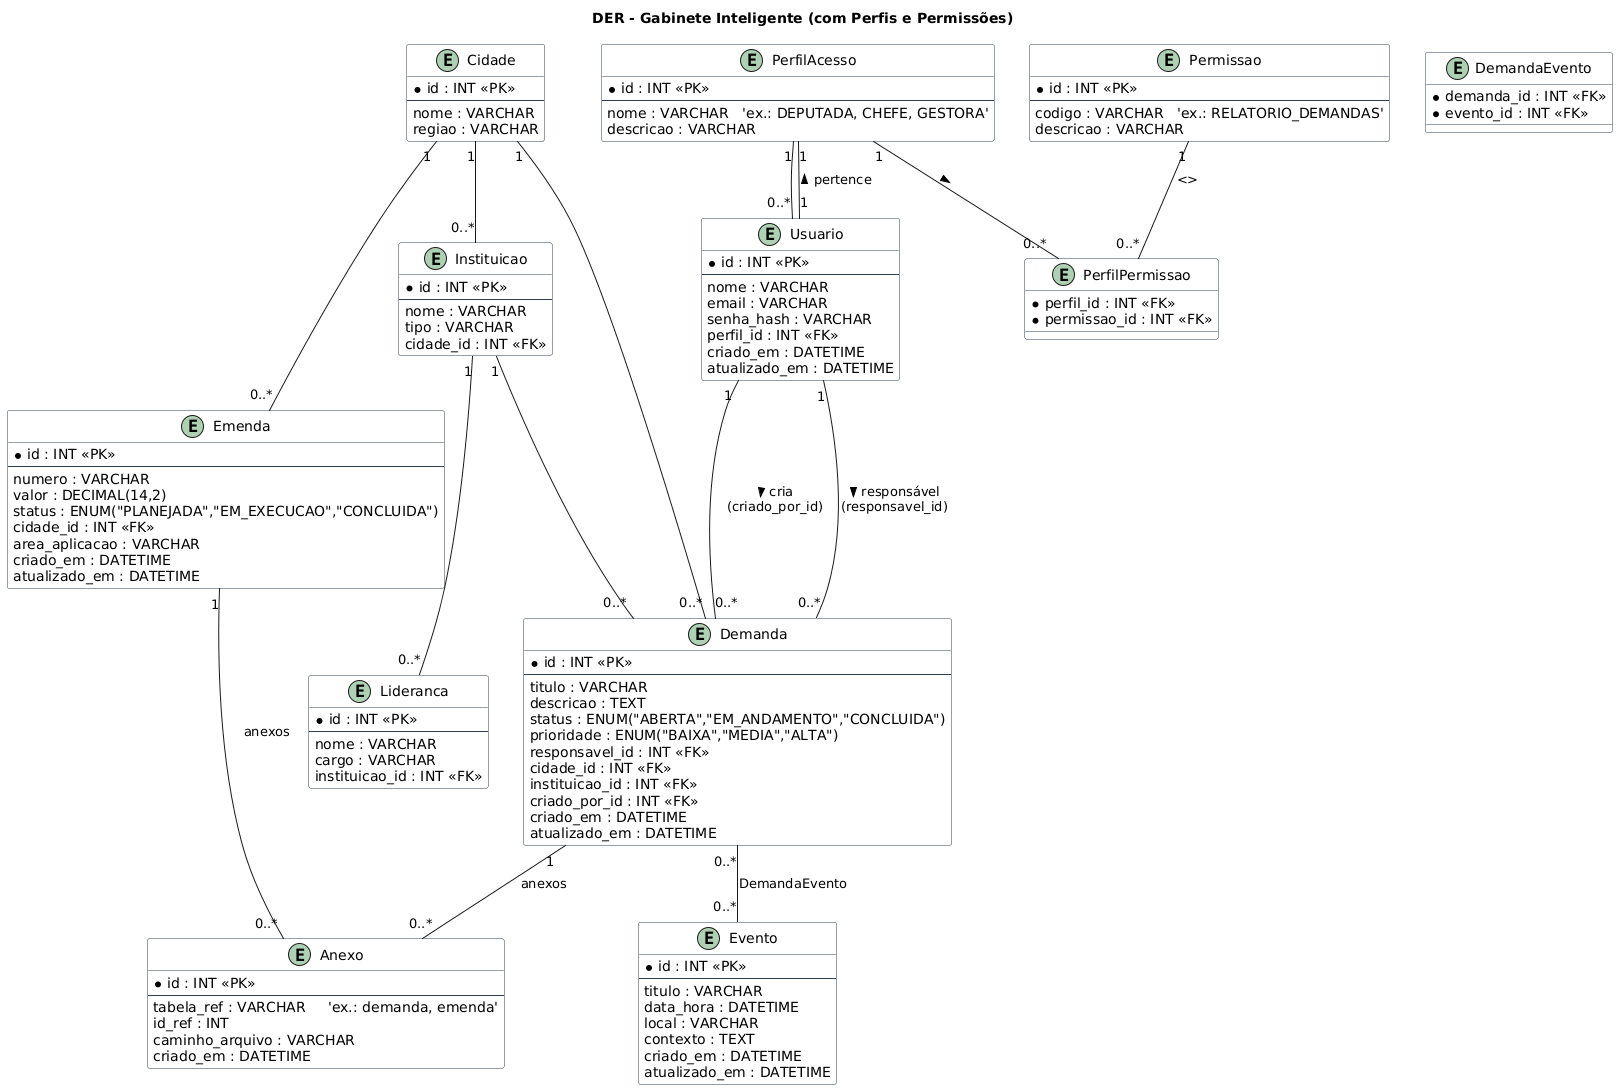 DER - Gabinete Inteligente (com Perfis e Permissões)
E Cidade
* id : INT «PK»
nome : VARCHAR
regiao : VARCHAR
E PerfilAcesso
* id : INT «PK»
nome : VARCHAR 'ex.: DEPUTADA, CHEFE, GESTORA'
descricao : VARCHAR
E Permissao
* id : INT «PK»
codigo : VARCHAR 'ex.: RELATORIO_DEMANDAS'
descricao : VARCHAR
E DemandaEvento
* demanda_id : INT «FK»
* evento_id : INT «FK»
1
1
1
1
1
1
1
pertence
<>
0..*
0..*
1
0..*
0..*
E Instituicao
* id : INT «PK»
nome : VARCHAR
tipo : VARCHAR
cidade_id : INT «FK»
E Usuario
* id : INT «PK»
nome : VARCHAR
email : VARCHAR
senha_hash : VARCHAR
perfil_id : INT «FK»
criado_em : DATETIME
atualizado_em : DATETIME
E PerfilPermissao
* perfil_id : INT «FK»
* permissao_id : INT «FK»
1
1
1
1
0..*
E Emenda
* id : INT «PK»
numero : VARCHAR
valor : DECIMAL(14,2)
status : ENUM("PLANEJADA","EM_EXECUCAO","CONCLUIDA")
cidade_id : INT «FK»
area_aplicacao : VARCHAR
criado_em : DATETIME
atualizado_em : DATETIME
cria
(criado_por_id)
responsável
(responsavel_id)
1
0..*
0..*
0..*
0..*
0..*
E Lideranca
* id : INT «PK»
nome : VARCHAR
cargo : VARCHAR
instituicao_id : INT «FK»
E Demanda
* id : INT «PK»
titulo : VARCHAR
descricao : TEXT
status : ENUM("ABERTA","EM_ANDAMENTO","CONCLUIDA")
prioridade : ENUM("BAIXA","MEDIA","ALTA")
responsavel_id : INT «FK»
cidade_id : INT «FK»
instituicao_id : INT «FK»
criado_por_id : INT «FK»
criado_em : DATETIME
atualizado_em : DATETIME
anexos
1
0..*
anexos
DemandaEvento
0..*
0..*
0..*
E Anexo
* id : INT «PK»
tabela_ref : VARCHAR 'ex.: demanda, emenda'
id_ref : INT
caminho_arquivo : VARCHAR
criado_em : DATETIME
E Evento
* id : INT «PK»
titulo : VARCHAR
data_hora : DATETIME
local : VARCHAR
contexto : TEXT
criado_em : DATETIME
atualizado_em : DATETIME